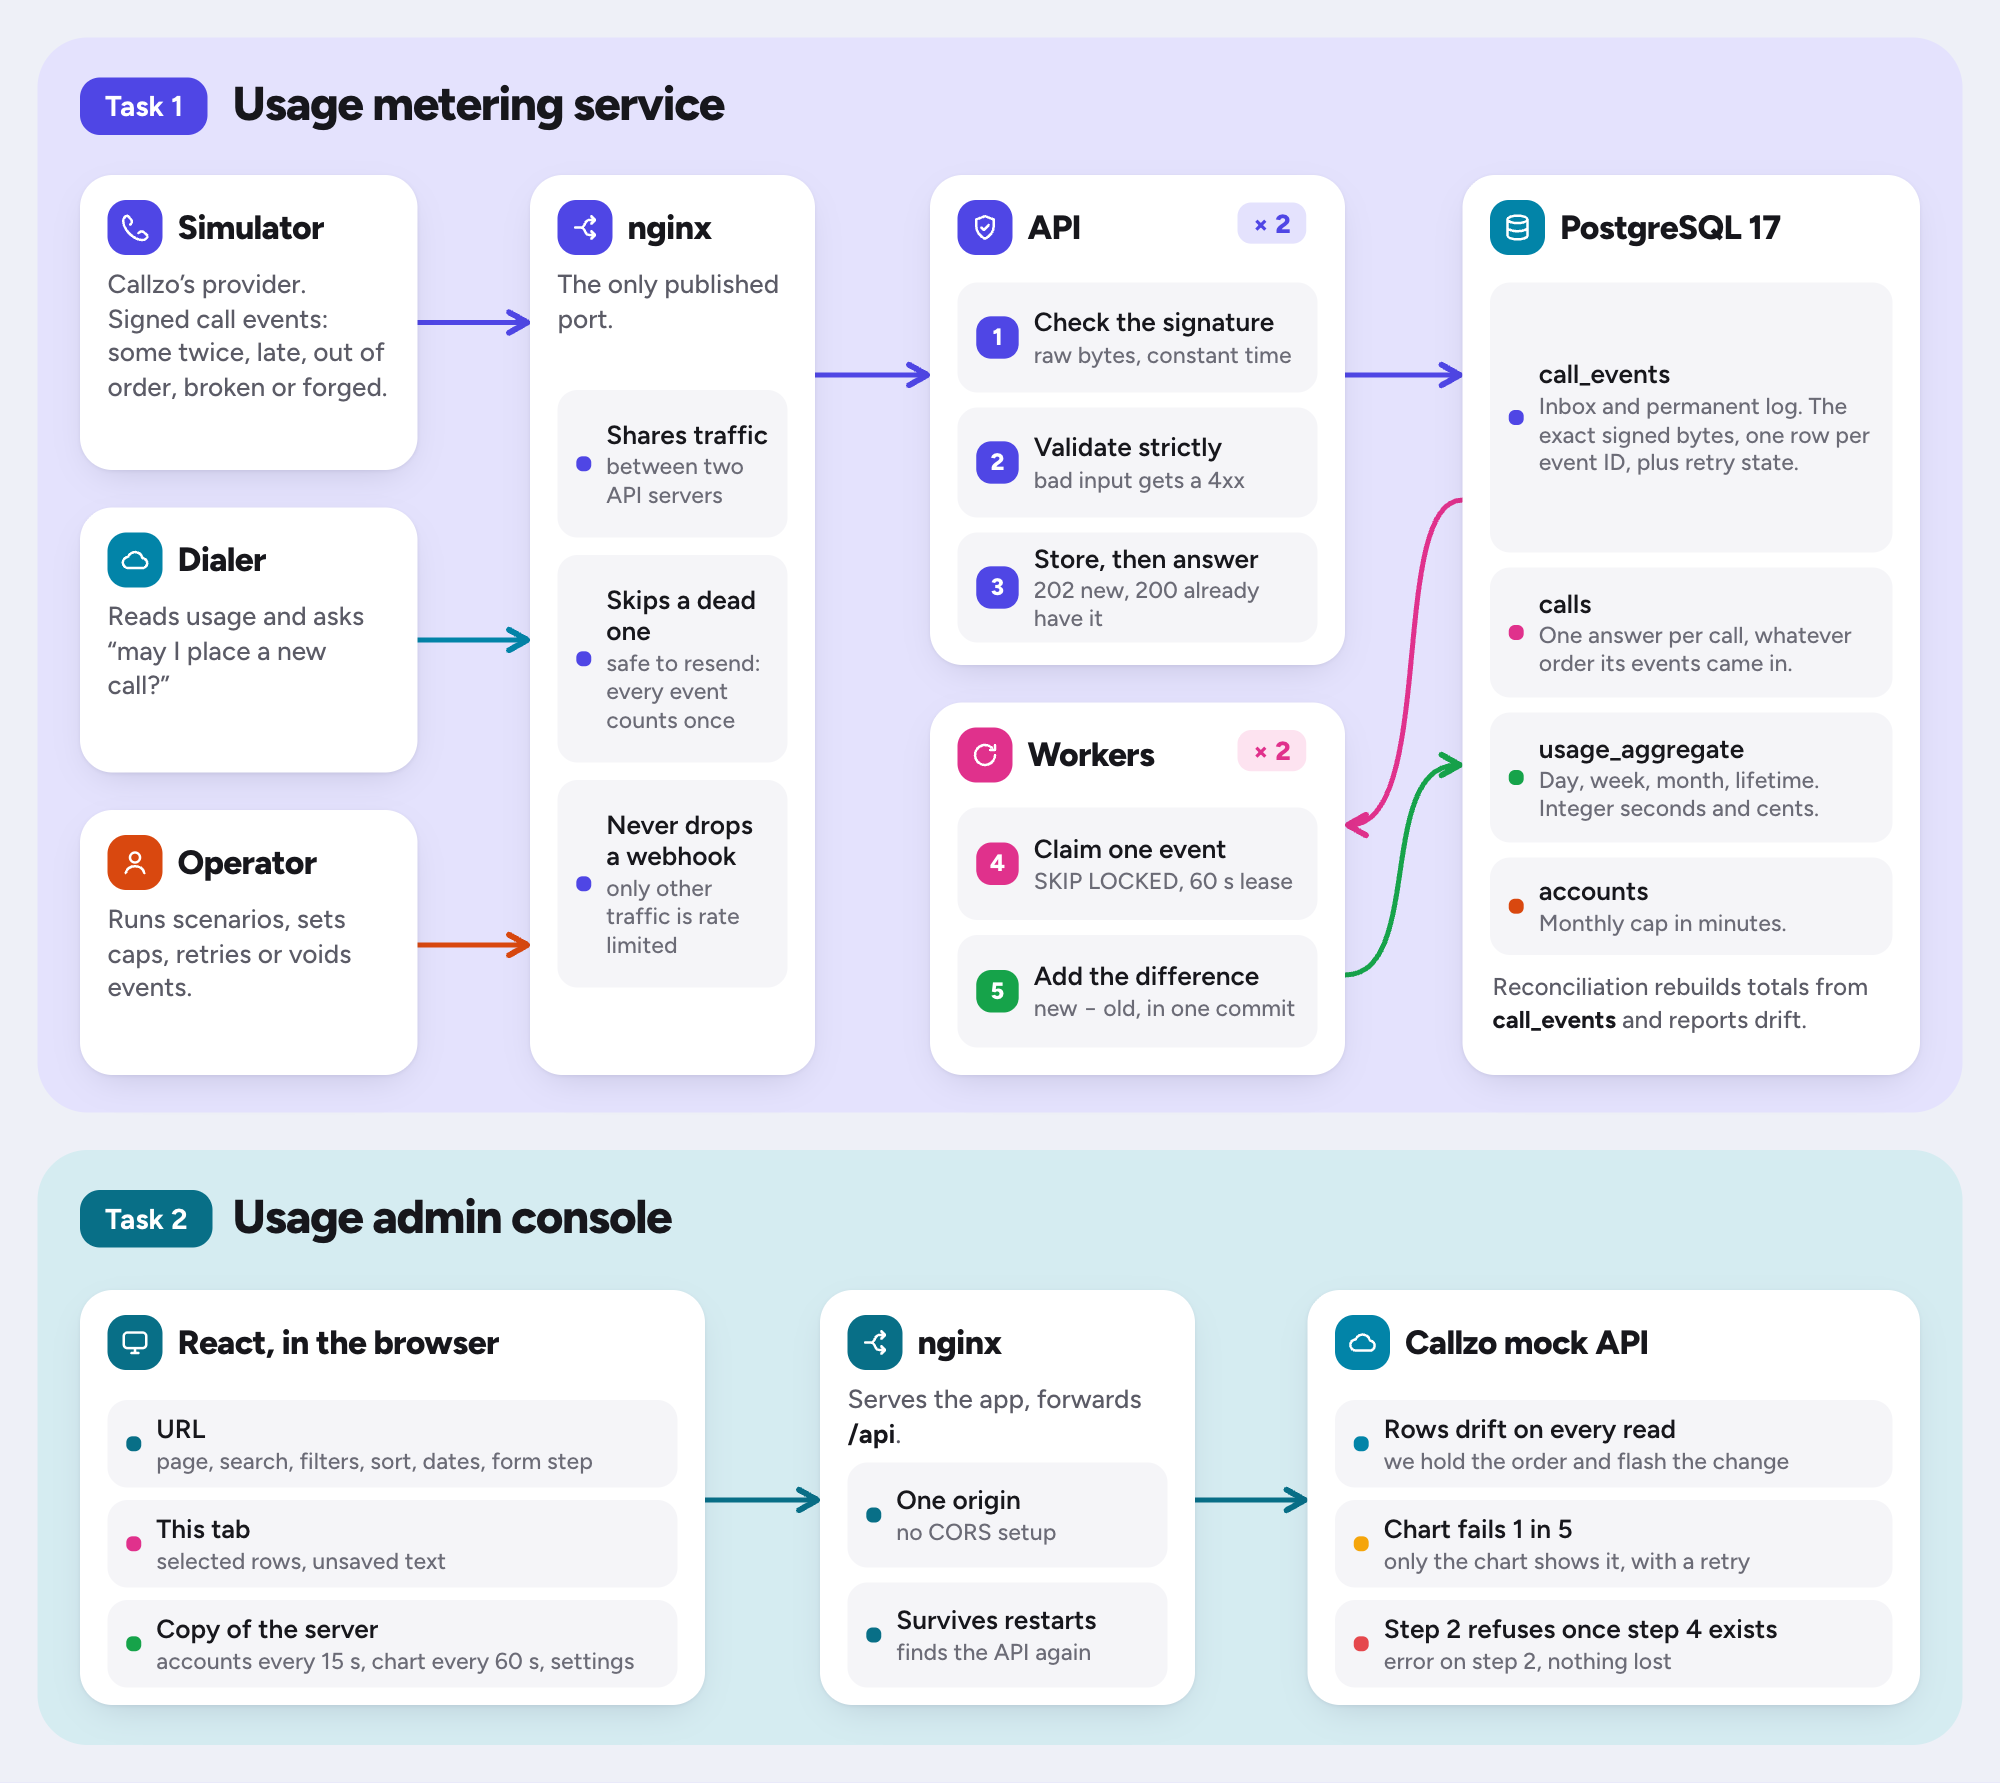 Task 1
Usage metering service
Simulator
Callzo’s provider.
Signed call events:
some twice, late, out of
order, broken or forged.
Dialer
Reads usage and asks
“may I place a new
call?”
Operator
Runs scenarios, sets
caps, retries or voids
events.
nginx
The only published
port.
Shares traffic
between two
API servers
Skips a dead
one
safe to resend:
every event
counts once
Never drops
a webhook
only other
traffic is rate
limited
API
× 2
1
Check the signature
raw bytes, constant time
2
Validate strictly
bad input gets a 4xx
3
Store, then answer
202 new, 200 already
have it
Workers
× 2
4
Claim one event
SKIP LOCKED, 60 s lease
5
Add the difference
new − old, in one commit
PostgreSQL 17
call_events
Inbox and permanent log. The
exact signed bytes, one row per
event ID, plus retry state.
calls
One answer per call, whatever
order its events came in.
usage_aggregate
Day, week, month, lifetime.
Integer seconds and cents.
accounts
Monthly cap in minutes.
Reconciliation rebuilds totals from
call_events and reports drift.
Task 2
Usage admin console
React, in the browser
URL
page, search, filters, sort, dates, form step
This tab
selected rows, unsaved text
Copy of the server
accounts every 15 s, chart every 60 s, settings
nginx
Serves the app, forwards
/api.
One origin
no CORS setup
Survives restarts
finds the API again
Callzo mock API
Rows drift on every read
we hold the order and flash the change
Chart fails 1 in 5
only the chart shows it, with a retry
Step 2 refuses once step 4 exists
error on step 2, nothing lost